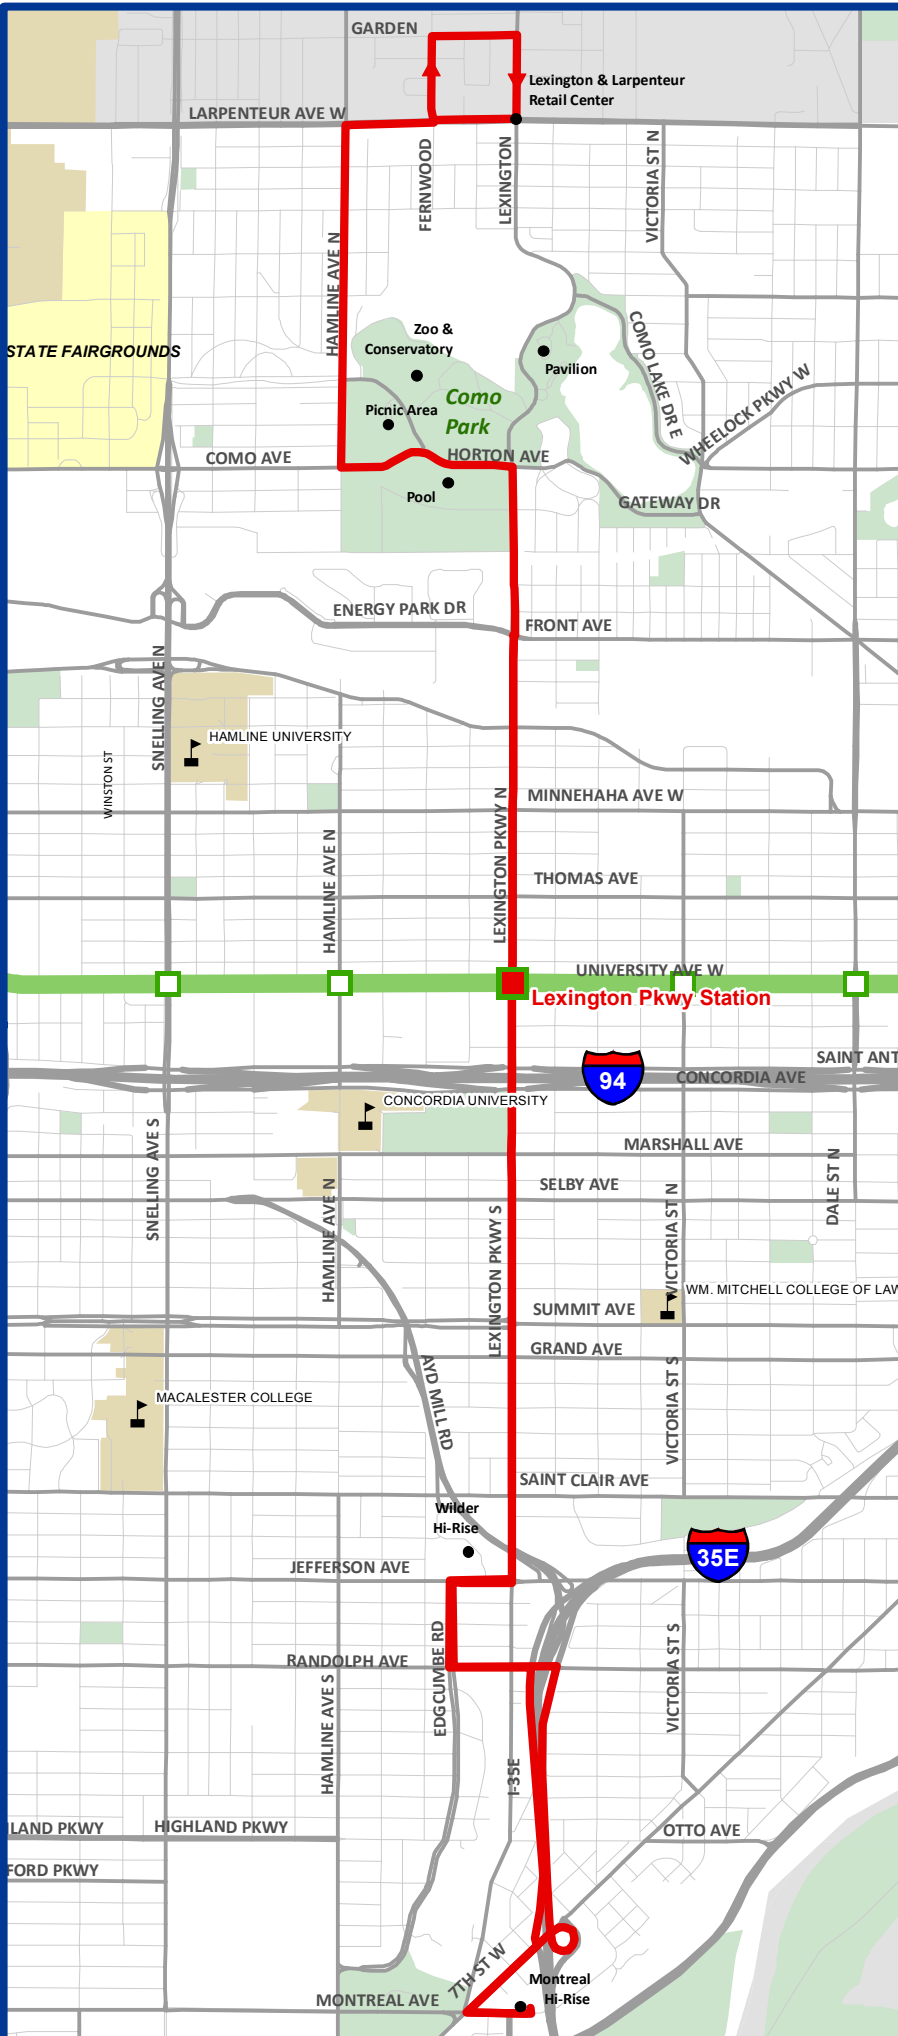 GARDEN
Lexington & Larpenteur
Retail Center
LARPENTEUR AVE W
FERNWOOD
LEXINGTON
VICTORIA ST N
HAMLINE AVE N
Zoo &
Conservatory
STATE FAIRGROUNDS
Pavilion
COMO LAKE DR E
WHEELOCK PKWY W
Como
Park
Picnic Area
COMO AVE
HORTON AVE
Pool
GATEWAY DR
ENERGY PARK DR
FRONT AVE
SNELLING AVE N
HAMLINE UNIVERSITY
WINSTON ST
MINNEHAHA AVE W
LEXINGTON PKWY N
HAMLINE AVE N
THOMAS AVE
UNIVERSITY AVE W
Lexington Pkwy Station
SAINT ANT
94
CONCORDIA AVE
CONCORDIA UNIVERSITY
MARSHALL AVE
SNELING AVE S
DALE ST N
SELBY AVE
HAMLINE AVE N
VICTORIA ST N
LEXINGTON PKWY S
WM. MITCHELL COLLEGE OF LAW
SUMMIT AVE
GRAND AVE
AYD MILL RD
VICTORIA ST S
MACALESTER COLLEGE
SAINT CLAIR AVE
Wilder
Hi-Rise
35E
JEFFERSON AVE
EDGCUMBE RD
RANDOLPH AVE
VICTORIA ST S
HAMLINE AVE S
I-35E
LAND PKWY
HIGHLAND PKWY
OTTO AVE
FORD PKWY
7TH ST W
Montreal
Hi-Rise
MONTREAL AVE